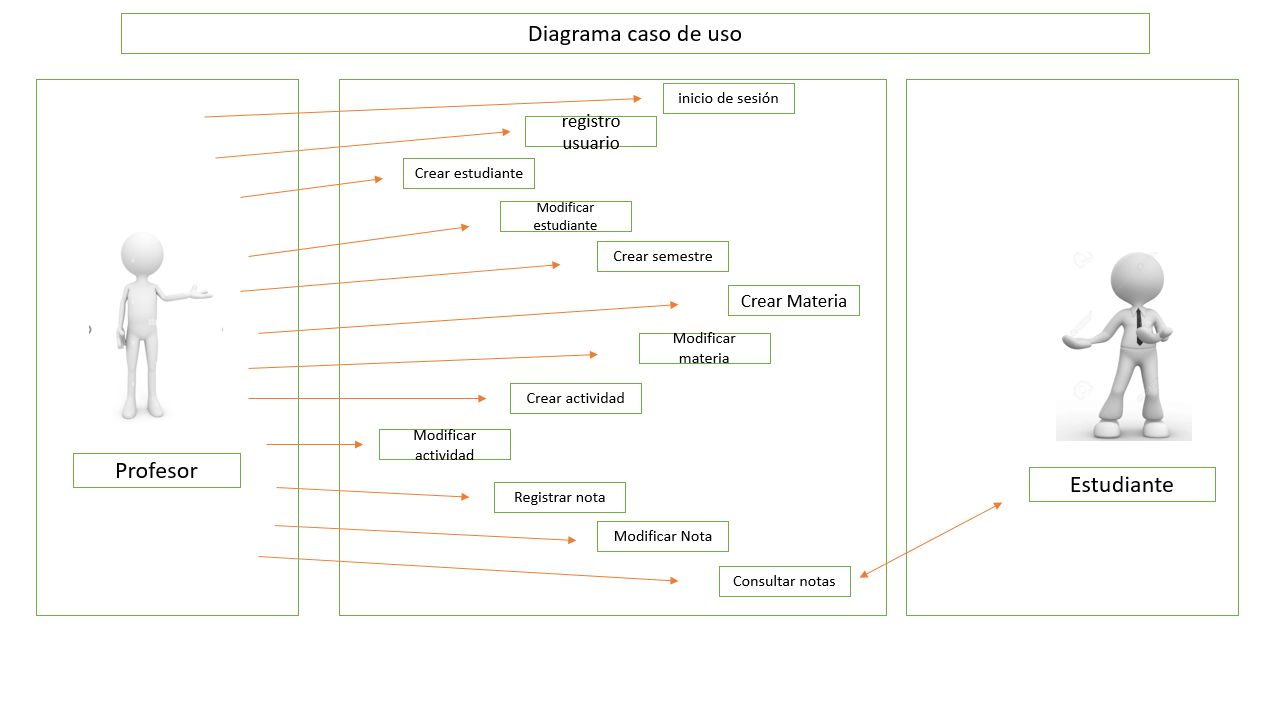 Diagrama caso de uso
inicio de sesión
registro
usuario
Crear estudiante
Modificar
estudiante
Crear semestre
Crear Materia
Modificar
materia
Crear actividad
Modificar
actividad
Profesor
Registrar nota
Estudiante
Modificar Nota
Consultar notas